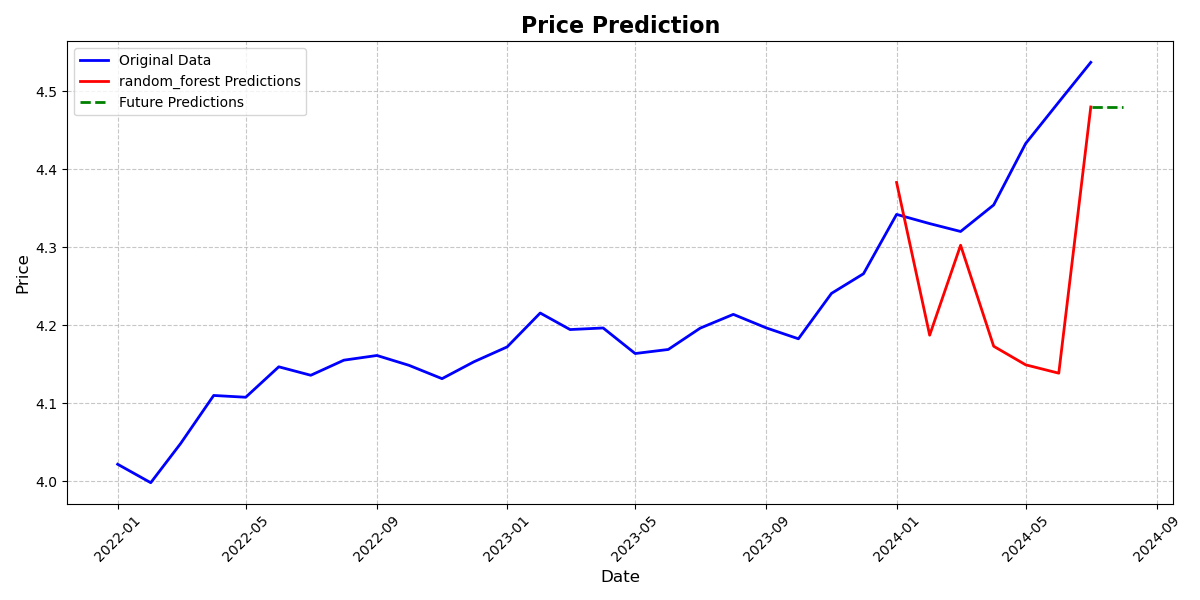 Price Prediction
Original Data
random_forest Predictions
Future Predictions
Price
4.5
4.4
4.3
4.2
4.1
4.0
2022-01
2022-05
2022-09
2023-01
2023-05
2023-09
2024-01
2024-05
2024-09
Date